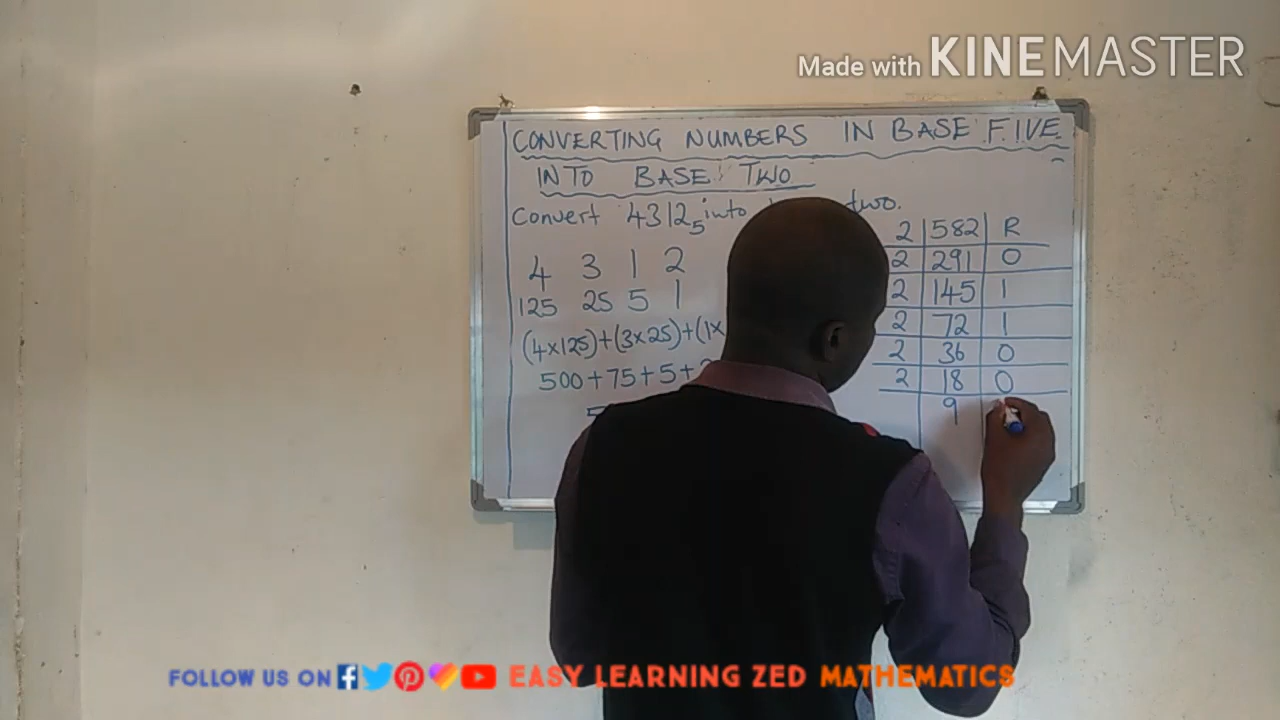 Made with KINEMASTER
CONVERTING NUMBERS IN BASE FIVE
INTO BASE TWO
Convert 4312₅ into two.
4 3 1 2
125 25 5 1
(4x125)+(3x25)+(1x
500+75+5+
2 | 582 | R
2 | 291 | 0
2 | 145 | 1
2 | 72 | 1
2 | 36 | 0
2 | 18 | 0
9
FOLLOW US ON EASY LEARNING ZED MATHEMATICS